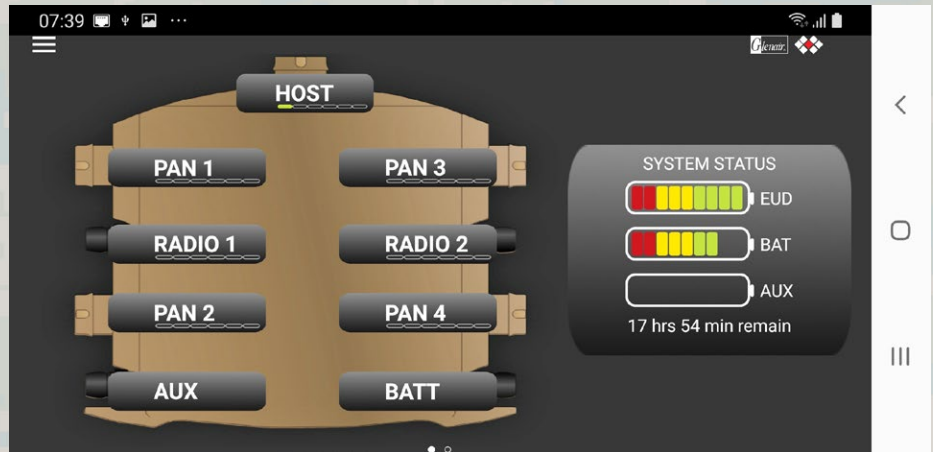 07:39
Glenair
HOST
PAN 1
PAN 3
RADIO 1
RADIO 2
PAN 2
PAN 4
AUX
BATT
SYSTEM STATUS
EUD
BAT
AUX
17 hrs 54 min remain